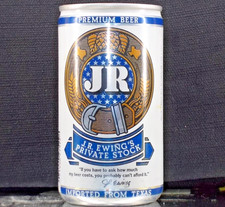 PREMIUM BEER
JR
J.R. EWING'S
PRIVATE STOCK
"If you have to ask how much
my beer costs, you probably can't afford it."
J.R. Ewing
IMPORTED FROM TEXAS